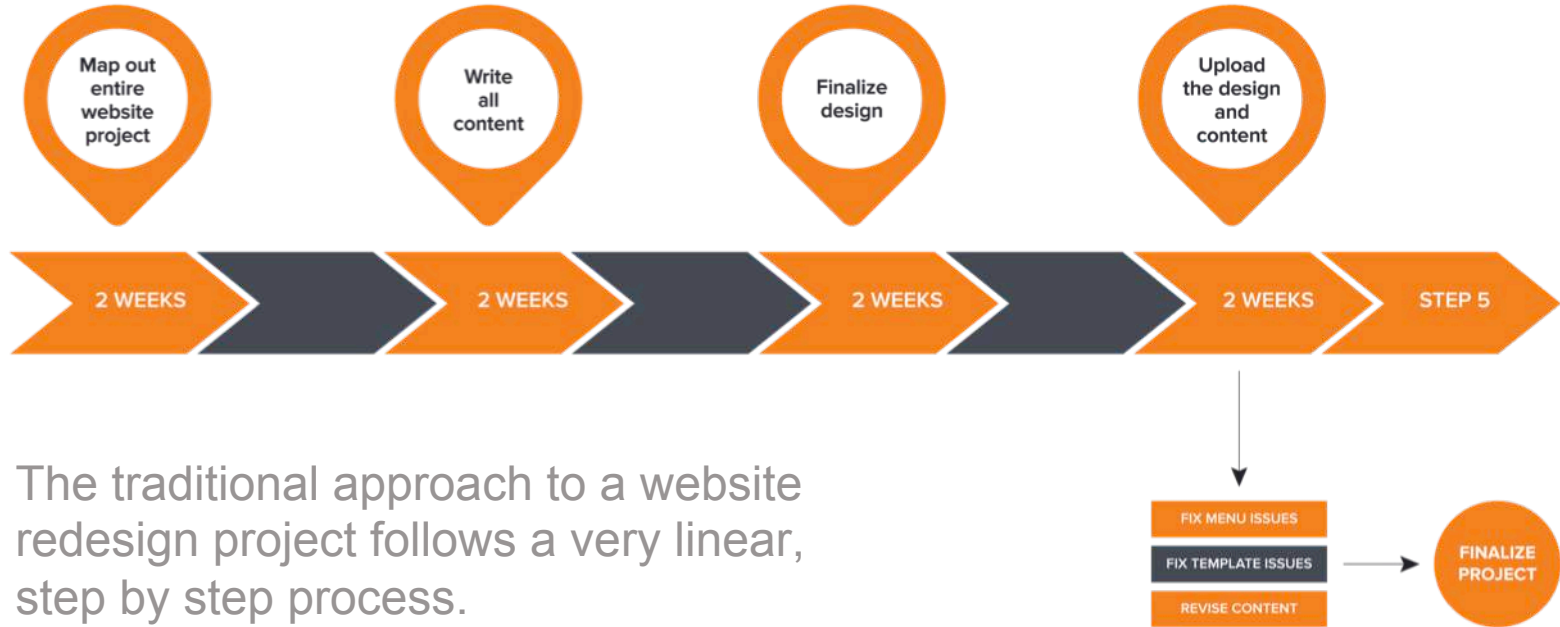 Map out
entire
website
project
Write
all
content
Finalize
design
Upload
the design
and
content
2 WEEKS
2 WEEKS
2 WEEKS
2 WEEKS
STEP 5
The traditional approach to a website
redesign project follows a very linear,
step by step process.
FIX MENU ISSUES
FIX TEMPLATE ISSUES
REVISE CONTENT
FINALIZE
PROJECT